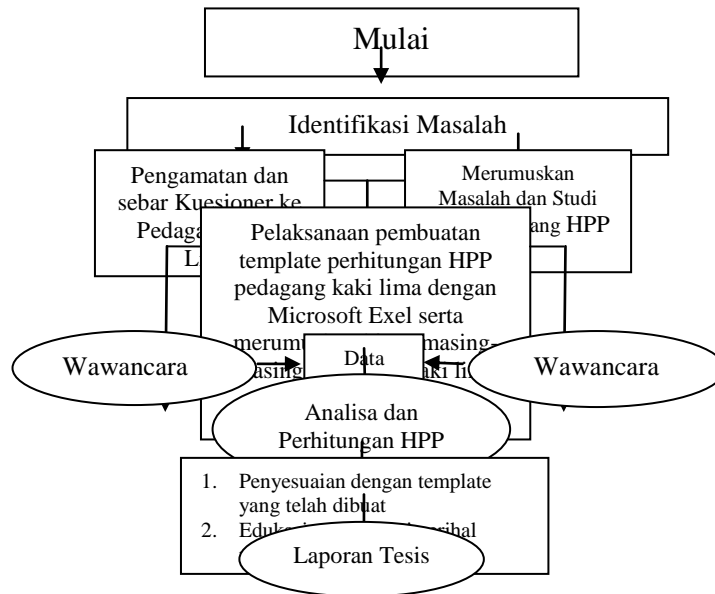 Mulai
Identifikasi Masalah
Pengamatan dan
sebar Kuesioner ke
Merumuskan
Masalah dan Studi
HPP
Pelaksanaan pembuatan
template perhitungan HPP
pedagang kaki lima dengan
Microsoft Exel serta
Wawancara
Data
Wawancara
Analisa dan
Perhitungan HPP
1. Penyesuaian dengan template
yang telah dibuat
2.
Laporan Tesis